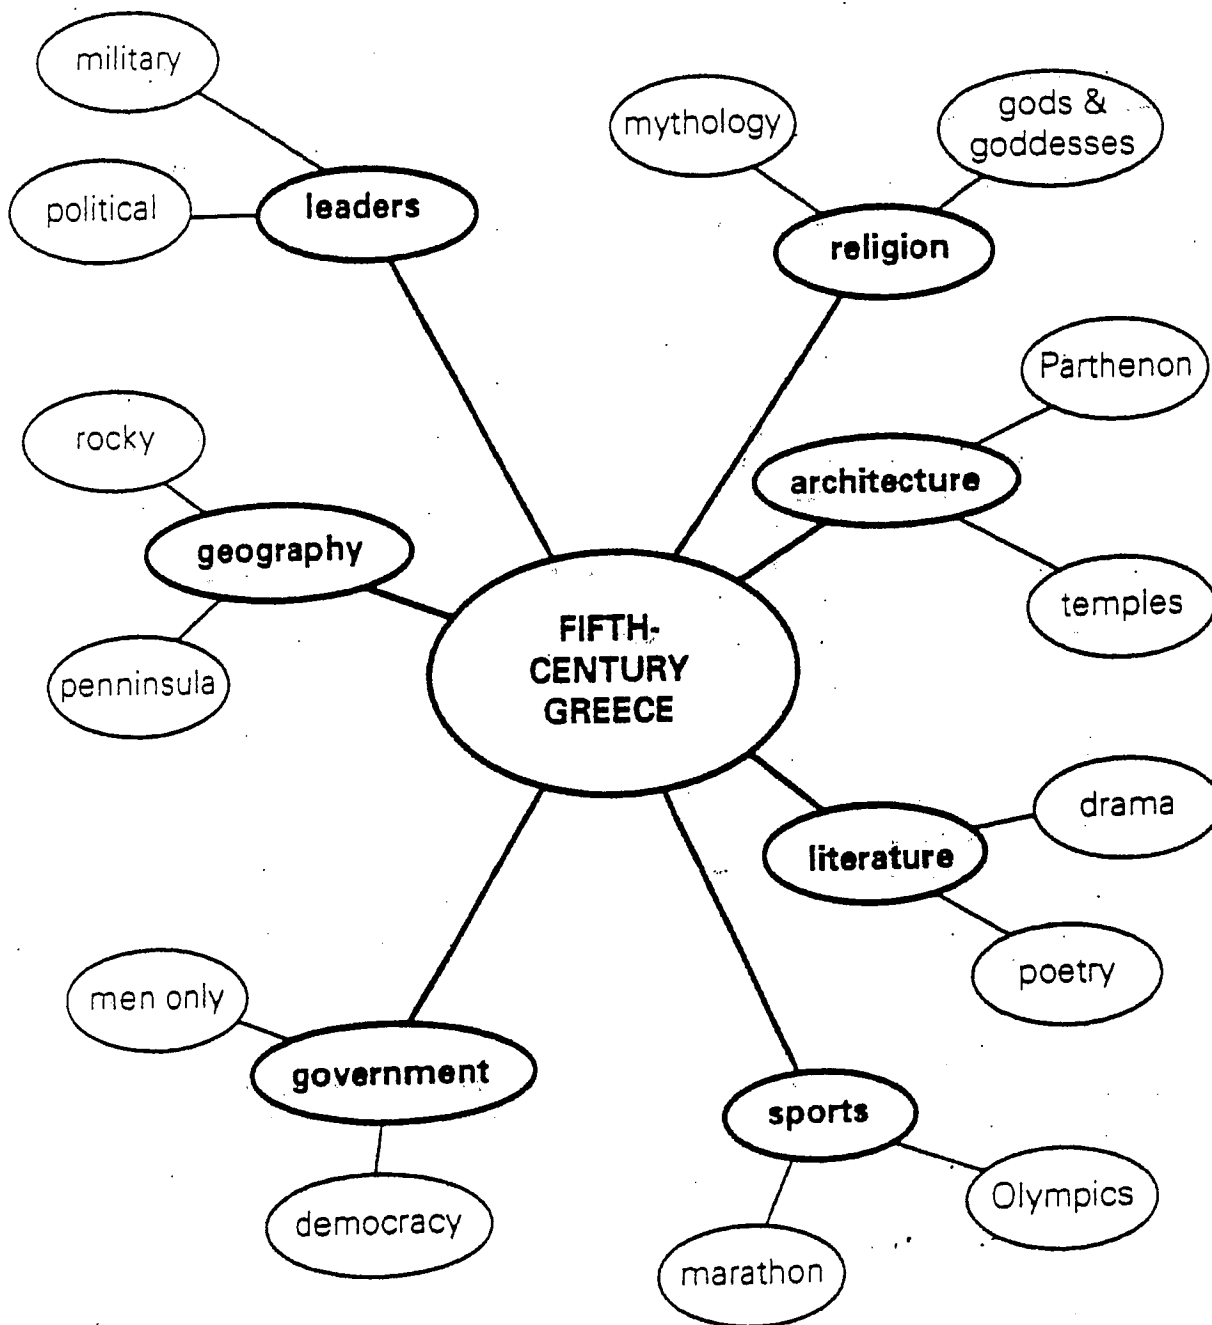 military
political
leaders
mythology
gods &
goddesses
religion
Parthenon
architecture
temples
rocky
geography
penninsula
FIFTH-
CENTURY
GREECE
drama
literature
poetry
men only
government
democracy
sports
Olympics
marathon